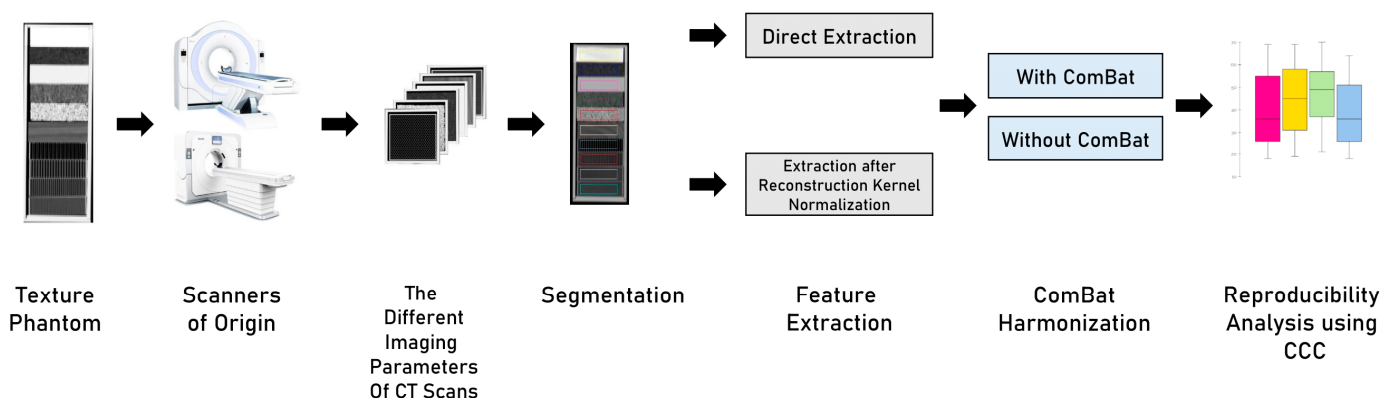 Direct Extraction
Extraction after
Reconstruction Kernel
Normalization
With ComBat
Without ComBat
Texture
Phantom
Scanners
of Origin
The
Different
Imaging
Parameters
Of CT Scans
Segmentation
Feature
Extraction
ComBat
Harmonization
Reproducibility
Analysis using
CCC